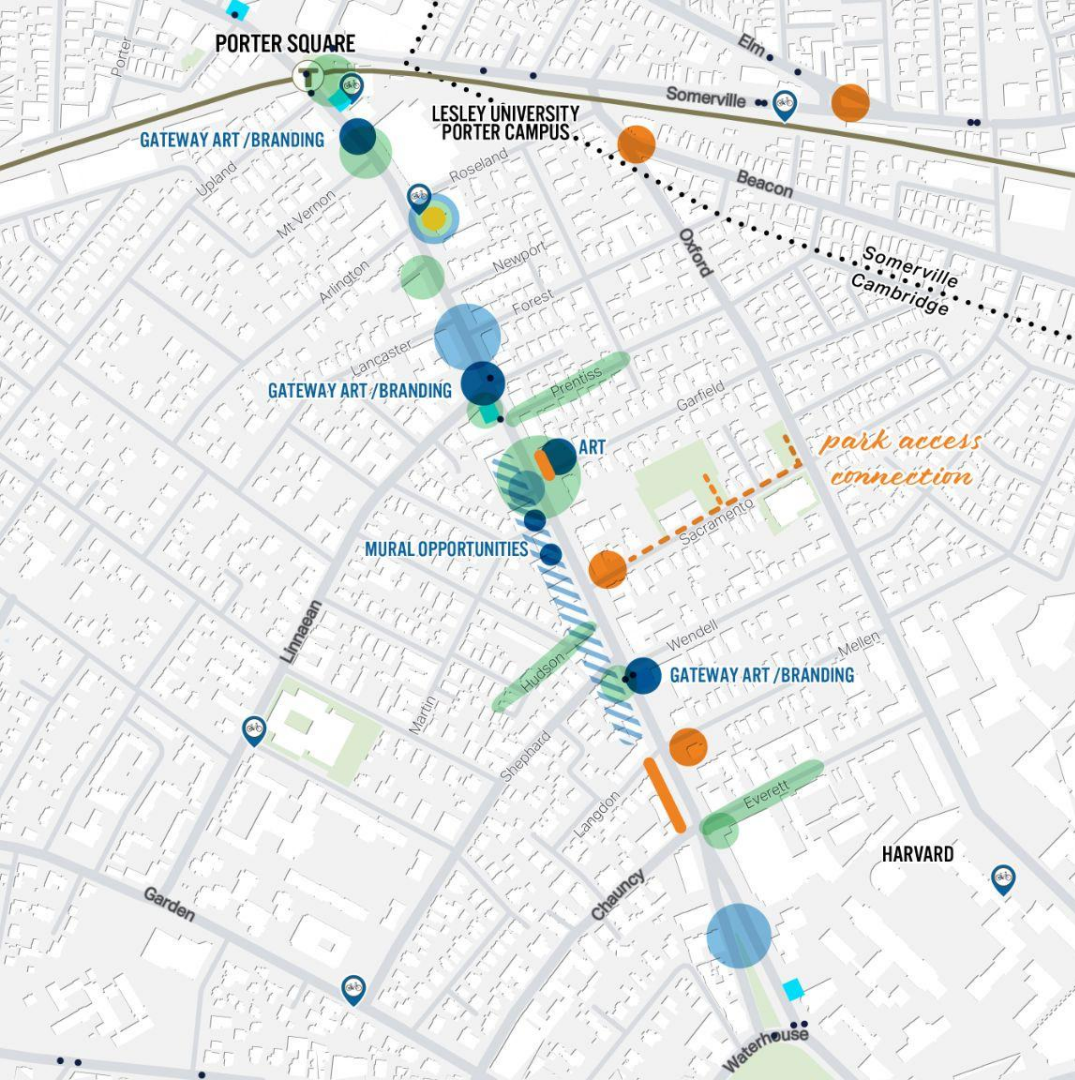 Porter
PORTER SQUARE
T
Elm
Somerville
LESLEY UNIVERSITY
PORTER CAMPUS
GATEWAY ART /BRANDING
Upland
Roseland
Beacon
Mt Vernon
Oxford
Newport
Arlington
Somerville
Cambridge
Forest
Lancaster
GATEWAY ART /BRANDING
Prentiss
Garfield
ART
park access
connection
Sacramento
MURAL OPPORTUNITIES
Linnaean
Wendell
Mellen
Hudson
GATEWAY ART /BRANDING
Martin
Shephard
Langdon
Everett
HARVARD
Garden
Chauncy
Waterhouse